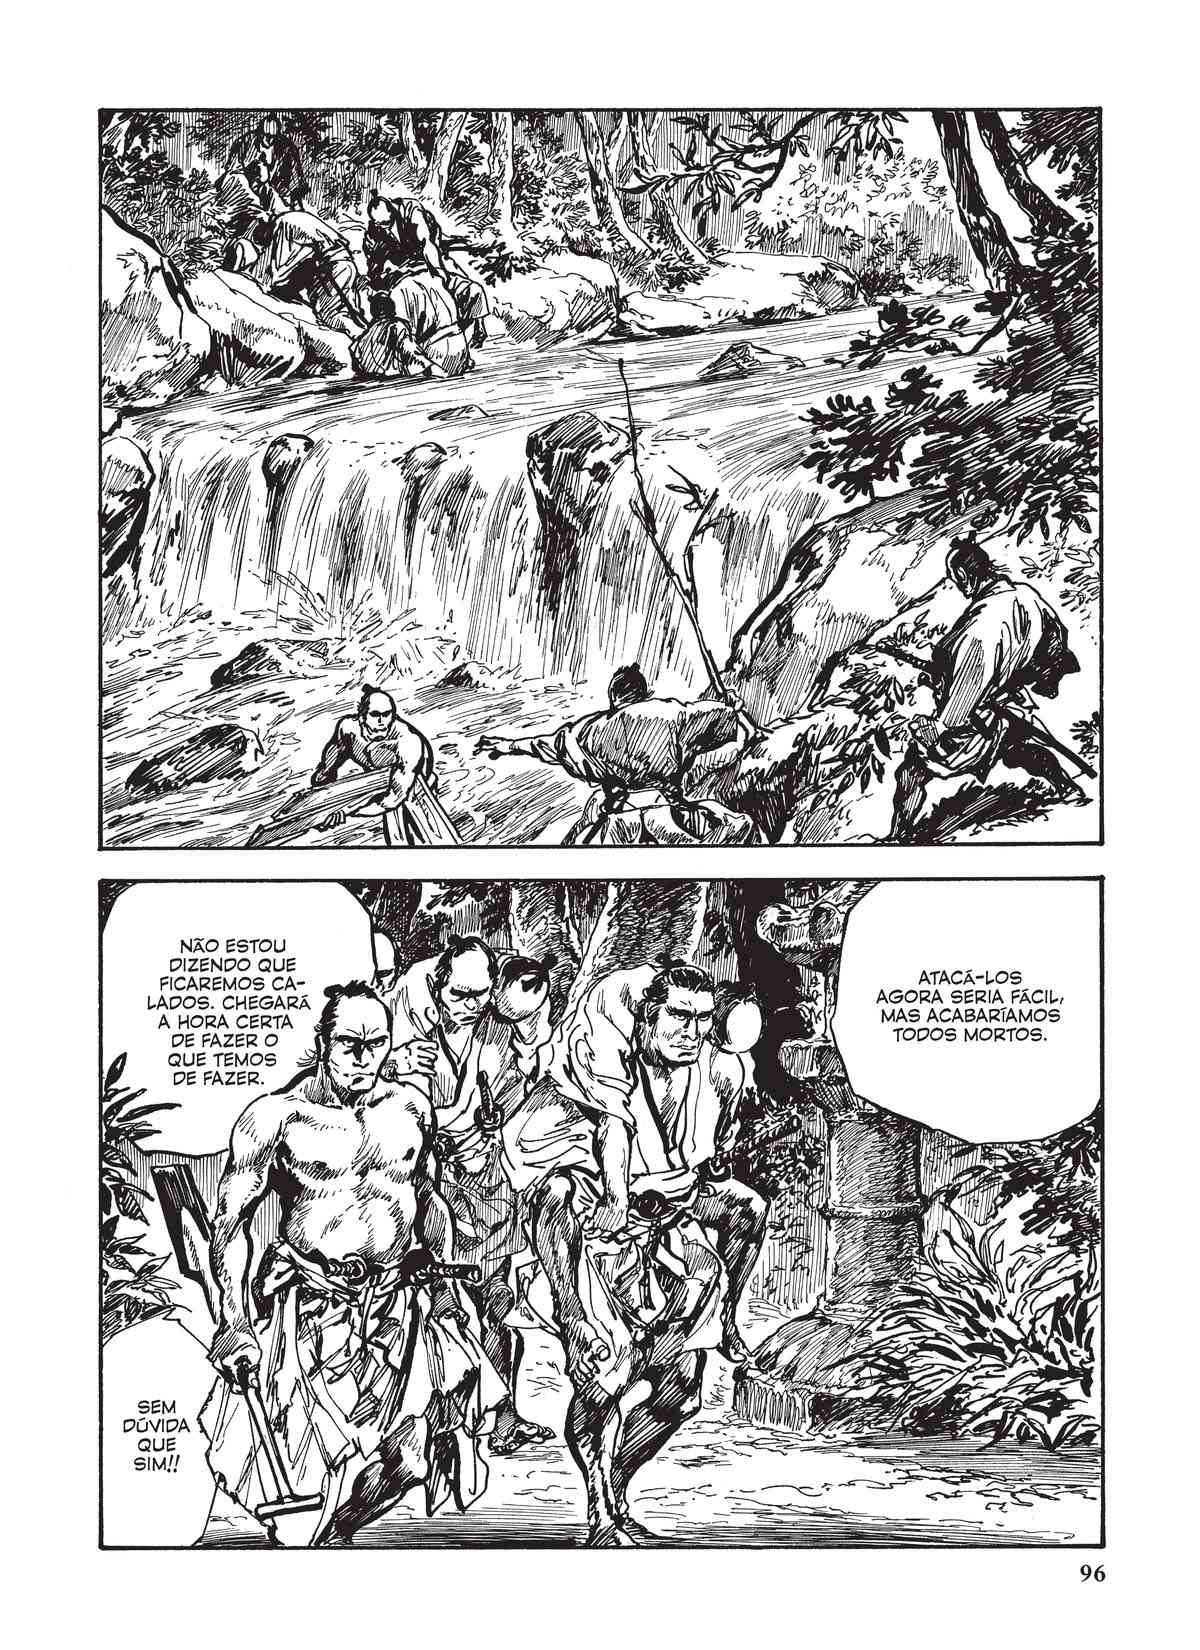 ATACÁ-LOS
AGORA SERIA FÁCIL,
MAS ACABARÍAMOS
TODOS MORTOS.
NÃO ESTOU
DIZENDO QUE
FICAREMOS CA-
LADOS. CHEGARÁ
A HORA CERTA
DE FAZER O
QUE TEMOS
DE FAZER.
SEM
DÚVIDA
QUE
SIM!!
96